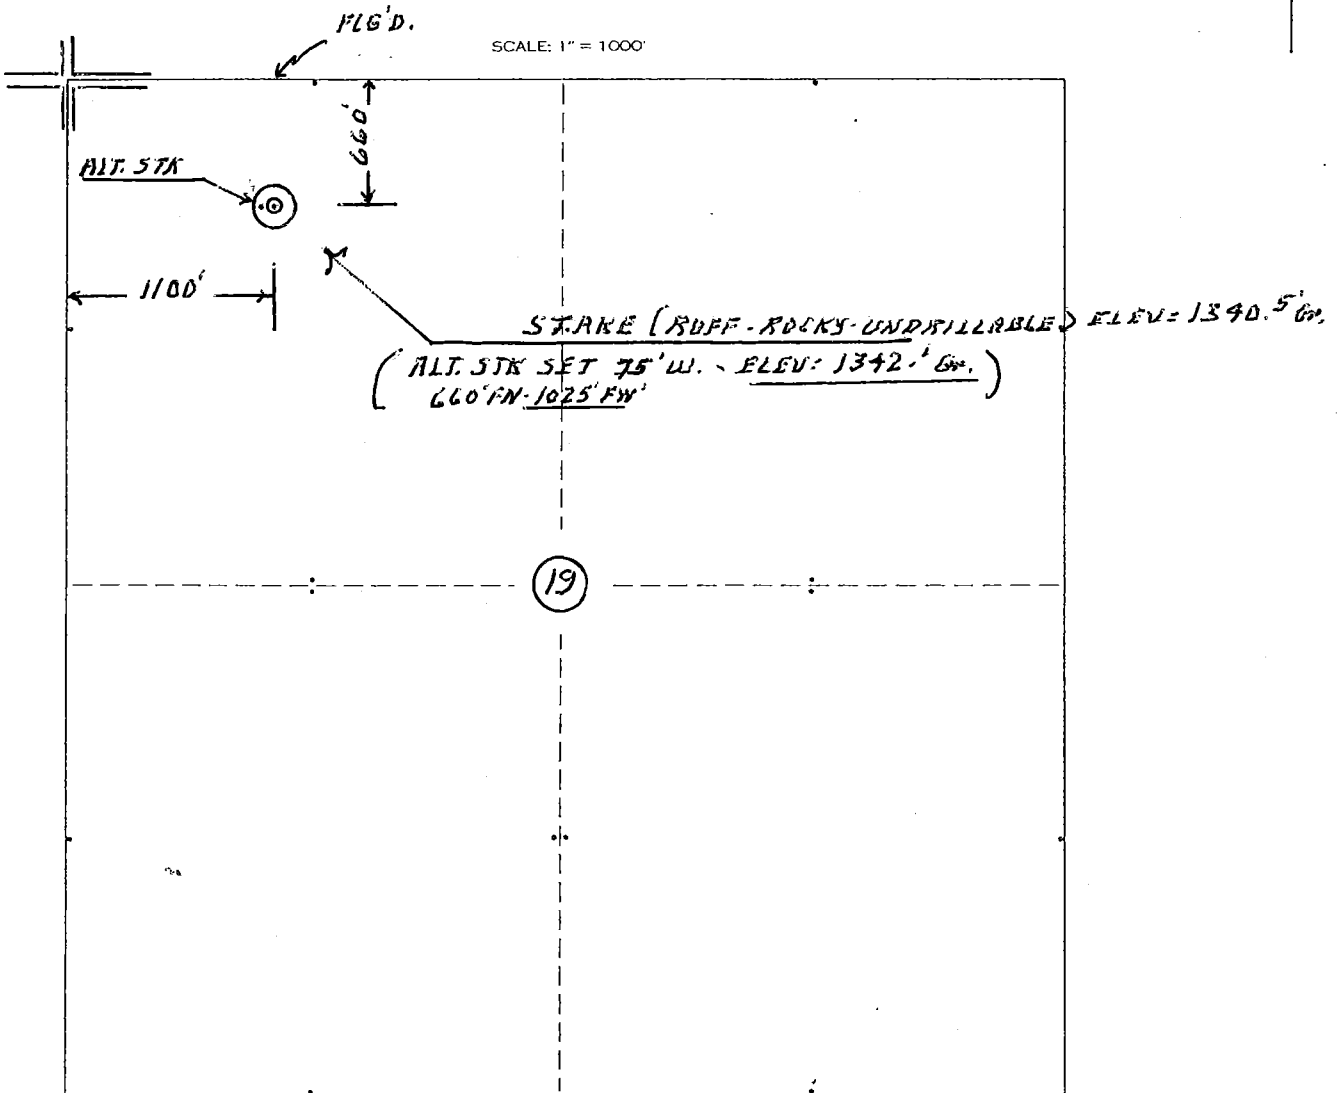 FLG'D.
SCALE: 1" = 1000'
660'
ALT. STK
1100'
STAKE (RUFF-ROCKY-UNDRILLABLE) ELEV= 1340.5' Gr.
(ALT. STK SET 75' W. - ELEV: 1342.' Gr.)
660'FN-1025'FW'
19